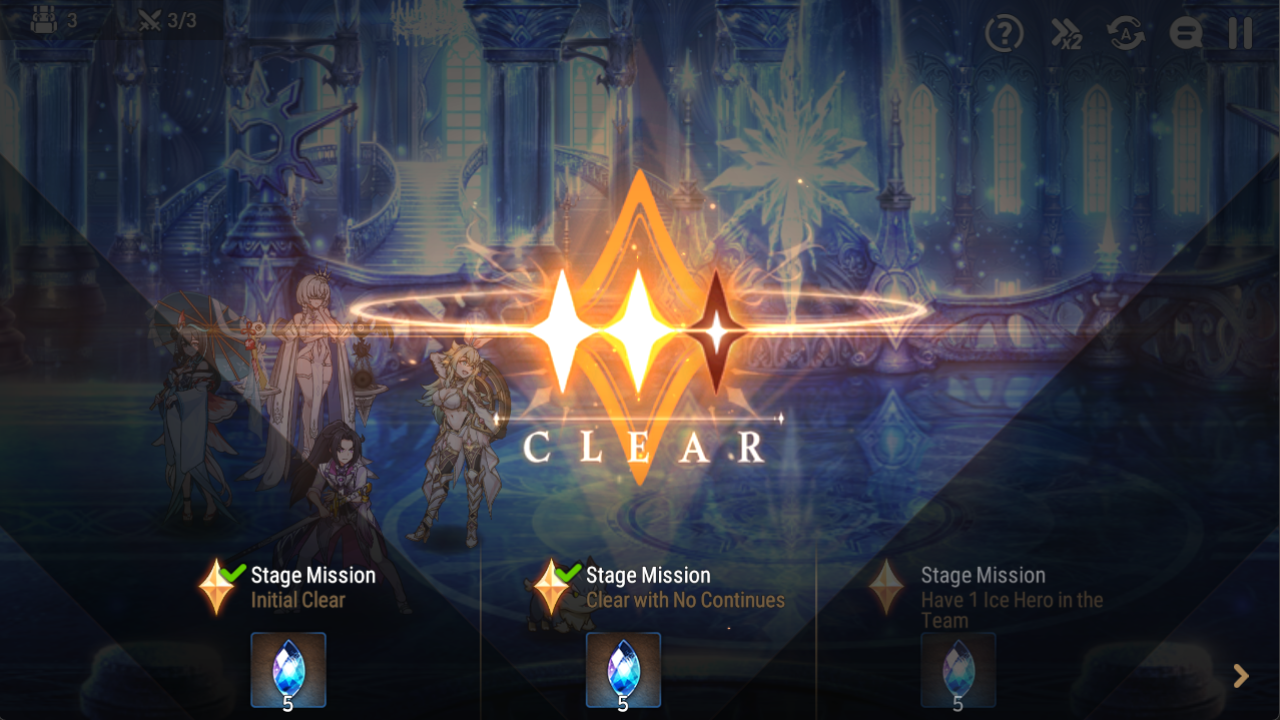 3
3/3
x2
A
CLEAR
Stage Mission
Initial Clear
5
Stage Mission
Clear with No Continues
5
Stage Mission
Have 1 Ice Hero in the
Team
5